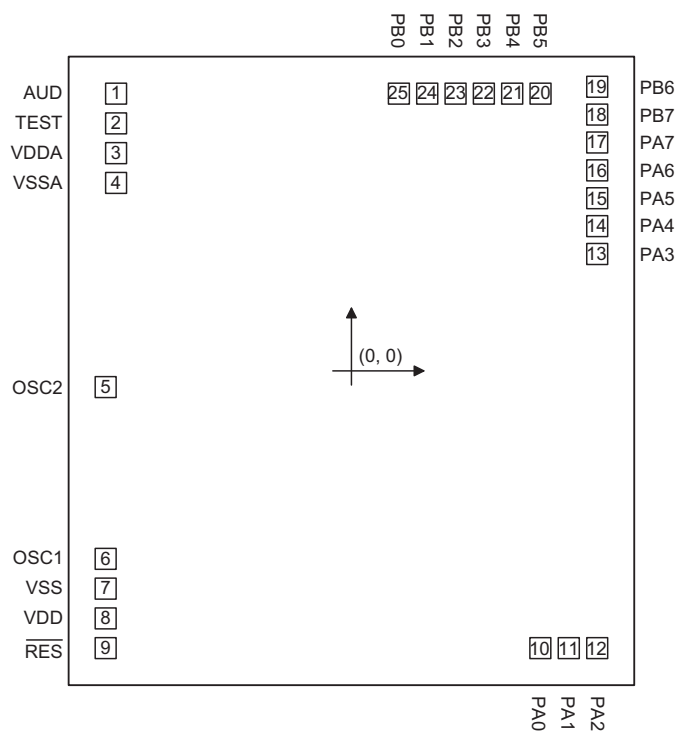 PB0 PB1 PB2 PB3 PB4 PB5
AUD 1 25 24 23 22 21 20 19 PB6
TEST 2 18 PB7
VDDA 3 17 PA7
VSSA 4 16 PA6
15 PA5
14 PA4
13 PA3
(0, 0)
OSC2 5
OSC1 6
VSS 7
VDD 8
RES 9 10 11 12
PA0 PA1 PA2